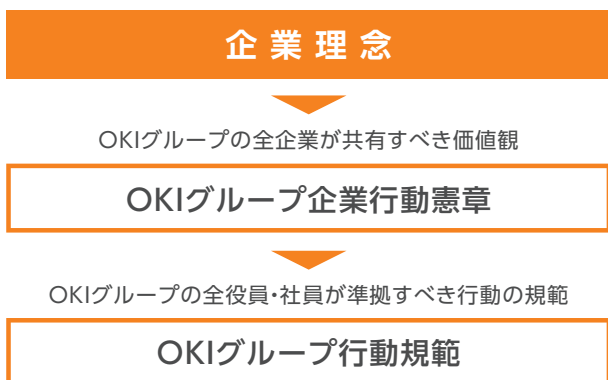 企業理念
OKIグループの全企業が共有すべき価値観
OKIグループ企業行動憲章
OKIグループの全役員・社員が準拠すべき行動の規範
OKIグループ行動規範